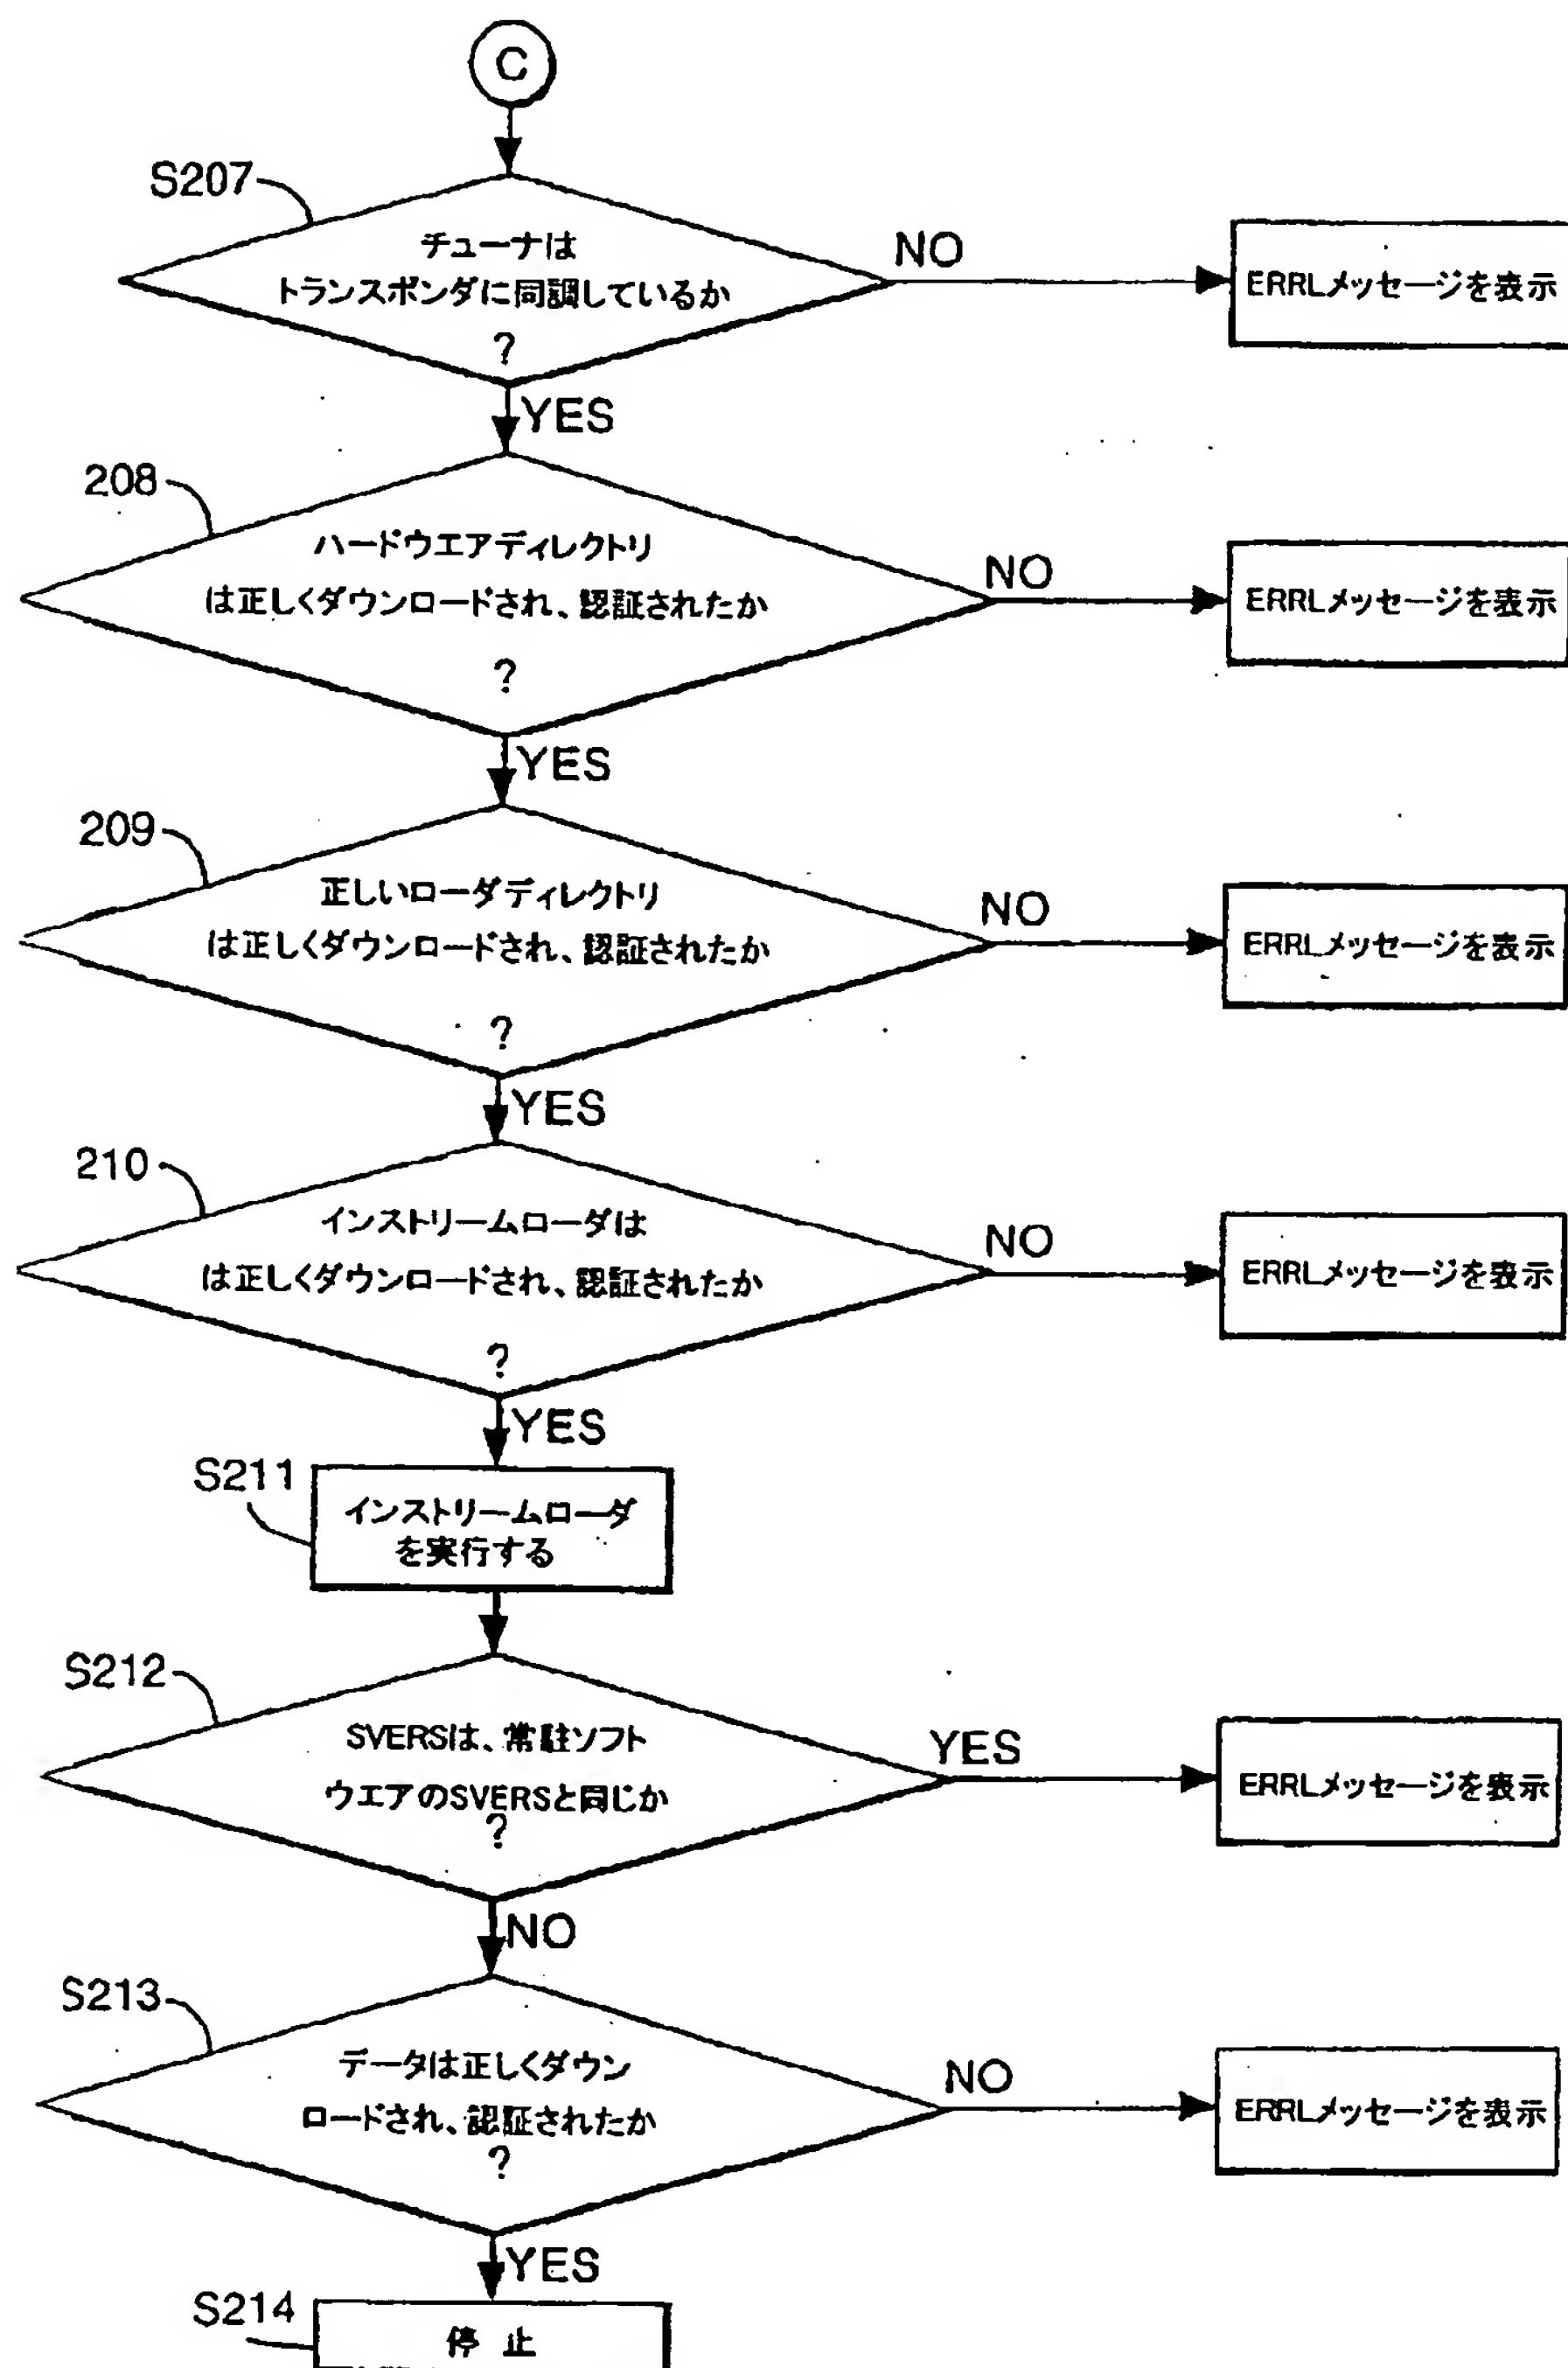 C
S207
チューナは
トランスポンダに同調しているか
?
NO
ERRLメッセージを表示
YES
208
ハードウエアディレクトリ
は正しくダウンロードされ、認証されたか
?
NO
ERRLメッセージを表示
YES
209
正しいローダディレクトリ
は正しくダウンロードされ、認証されたか
?
NO
ERRLメッセージを表示
YES
210
インストリームローダは
は正しくダウンロードされ、認証されたか
?
NO
ERRLメッセージを表示
YES
S211
インストリームローダ
を実行する
S212
SVERSは、常駐ソフト
ウエアのSVERSと同じか
?
YES
ERRLメッセージを表示
NO
S213
データは正しくダウン
ロードされ、認証されたか
?
NO
ERRLメッセージを表示
YES
S214
停 止